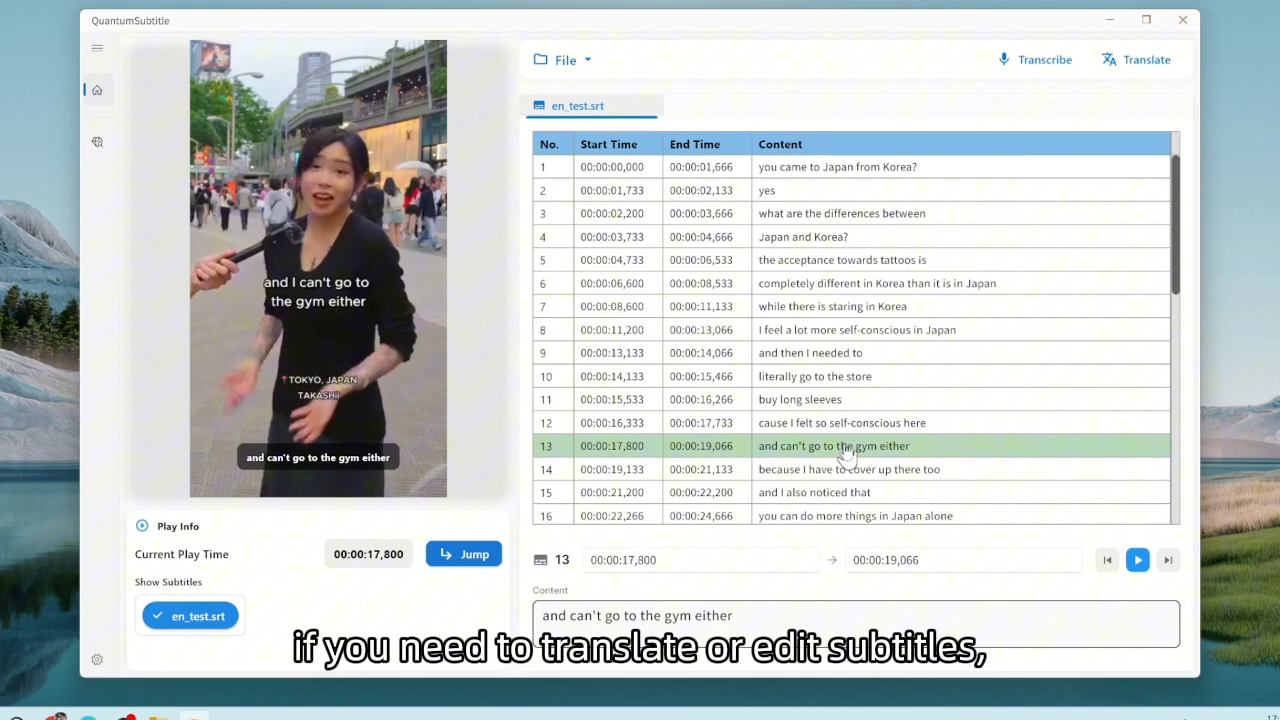 QuantumSubtitle
File
Transcribe
Translate
en_test.srt
No. Start Time End Time Content
1 00:00:00,000 00:00:01,666 you came to Japan from Korea?
2 00:00:01,733 00:00:02,133 yes
3 00:00:02,200 00:00:03,666 what are the differences between
4 00:00:03,733 00:00:04,666 Japan and Korea?
5 00:00:04,733 00:00:06,533 the acceptance towards tattoos is
6 00:00:06,600 00:00:08,533 completely different in Korea than it is in Japan
7 00:00:08,600 00:00:11,133 while there is staring in Korea
8 00:00:11,200 00:00:13,066 I feel a lot more self-conscious in Japan
9 00:00:13,133 00:00:14,066 and then I needed to
10 00:00:14,133 00:00:15,466 literally go to the store
11 00:00:15,533 00:00:16,266 buy long sleeves
12 00:00:16,333 00:00:17,733 cause I felt so self-conscious here
13 00:00:17,800 00:00:19,066 and can't go to the gym either
14 00:00:19,133 00:00:21,133 because I have to cover up there too
15 00:00:21,200 00:00:22,200 and I also noticed that
16 00:00:22,266 00:00:24,666 you can do more things in Japan alone
and I can't go to
the gym either
TOKYO, JAPAN
TAKASHii
and can't go to the gym either
Play Info
Current Play Time 00:00:17,800 Jump
Show Subtitles
en_test.srt
13 00:00:17,800 00:00:19,066
Content
and can't go to the gym either
if you need to translate or edit subtitles,